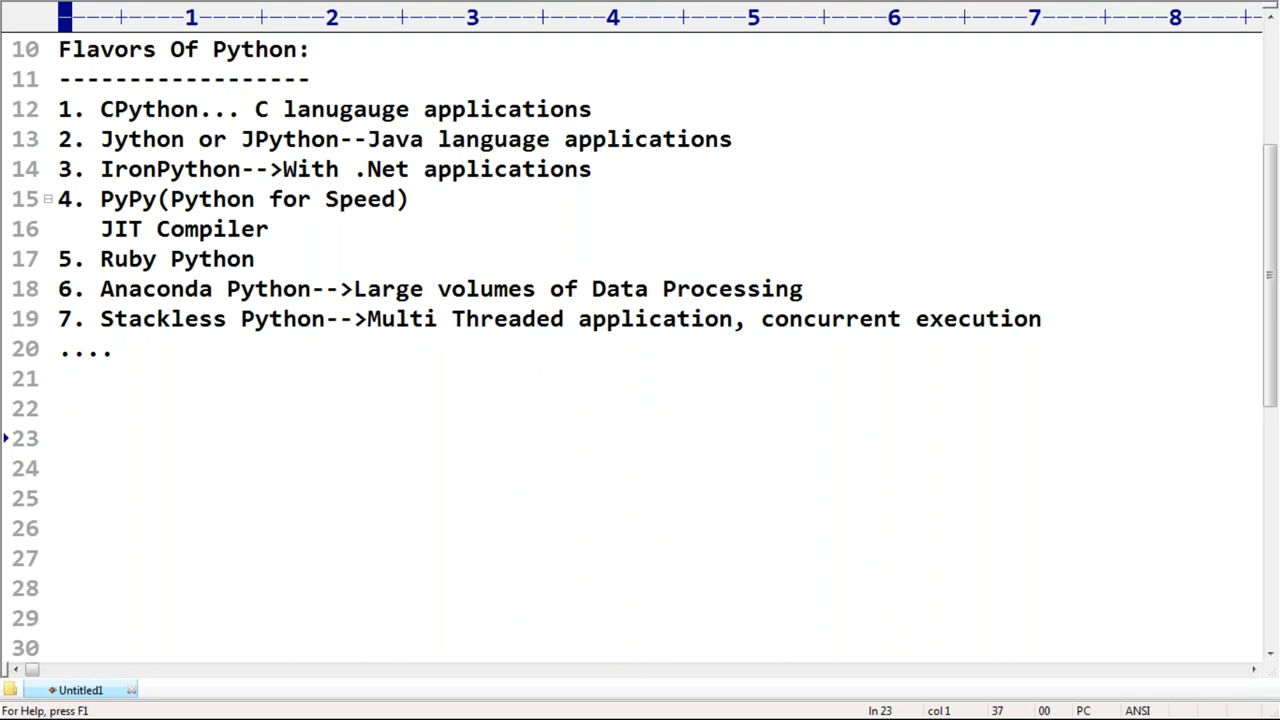 1 2 3 4 5 6 7 8
10 Flavors Of Python:
11 ------------------
12 1. CPython... C lanugauge applications
13 2. Jython or JPython--Java language applications
14 3. IronPython-->With .Net applications
15 4. PyPy(Python for Speed)
16 JIT Compiler
17 5. Ruby Python
18 6. Anaconda Python-->Large volumes of Data Processing
19 7. Stackless Python-->Multi Threaded application, concurrent execution
20 ....
21
22
23
24
25
26
27
28
29
30
Untitled1
For Help, press F1 ln 23 col 1 37 00 PC ANSI